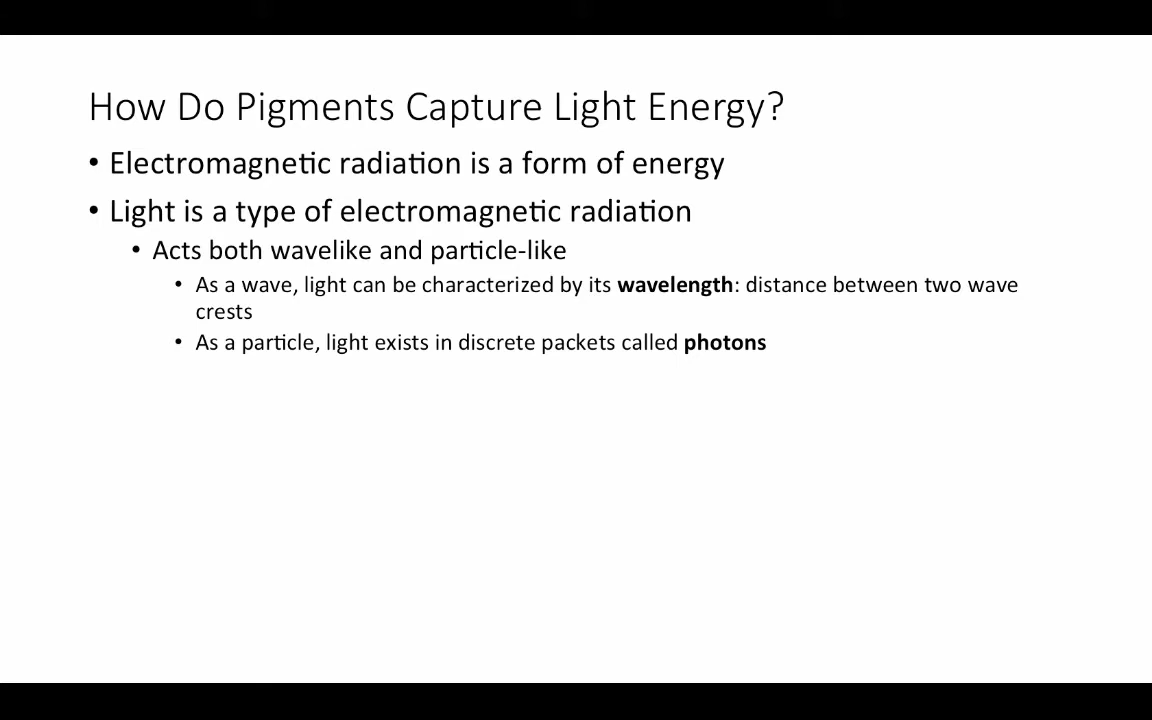 How Do Pigments Capture Light Energy?
• Electromagnetic radiation is a form of energy
• Light is a type of electromagnetic radiation
• Acts both wavelike and particle-like
• As a wave, light can be characterized by its wavelength: distance between two wave
crests
• As a particle, light exists in discrete packets called photons